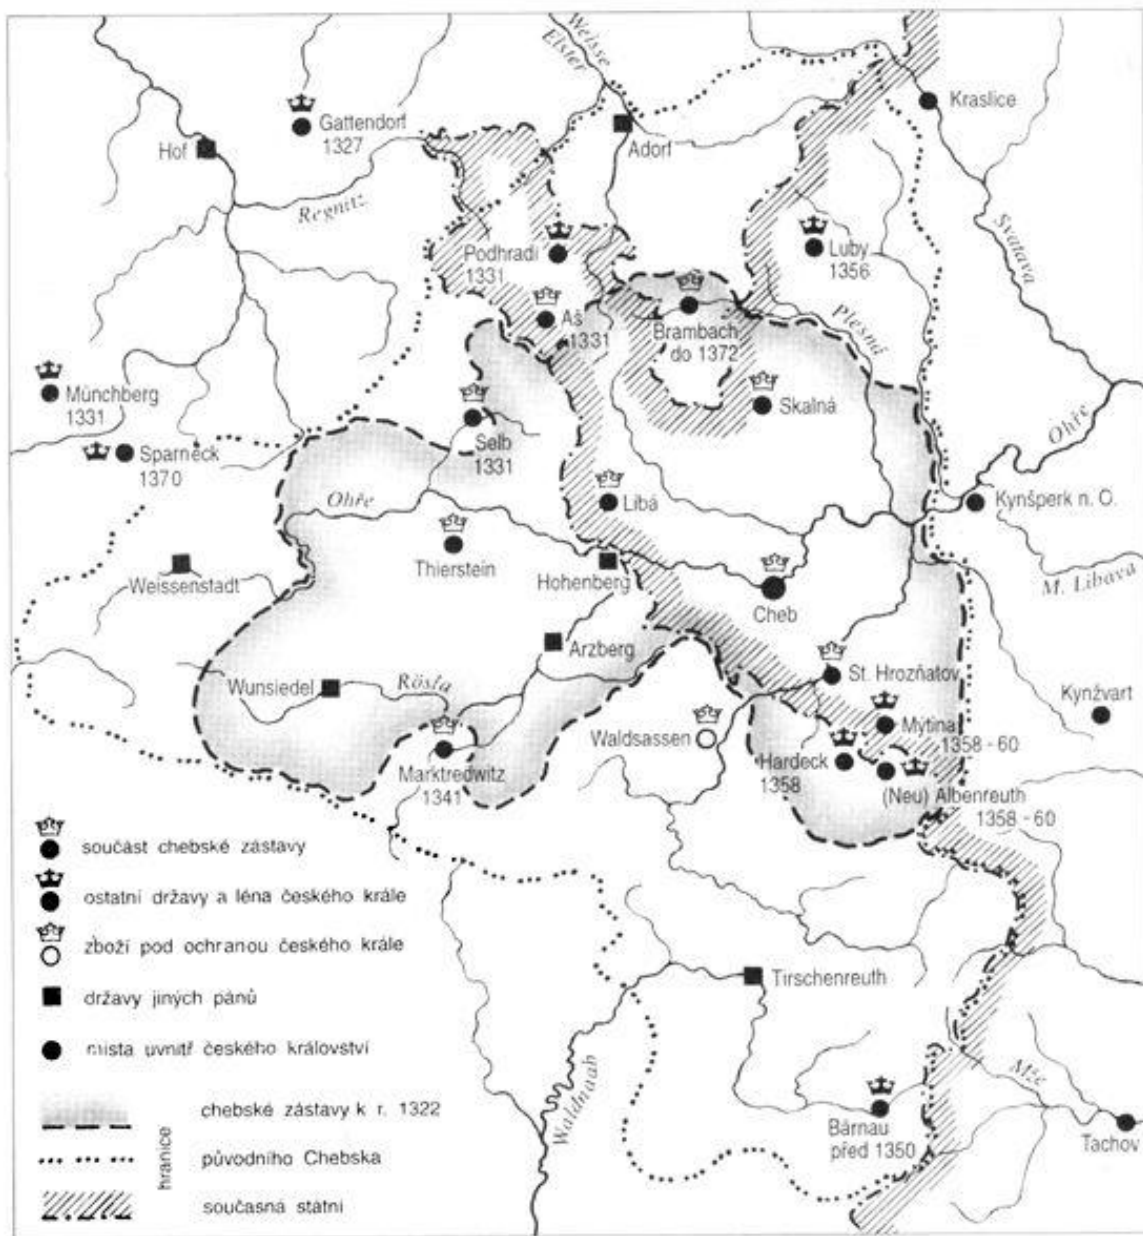 Weisse
Elster
Kraslice
Gattendorf
1327
Hof
Adorf
Regnitz
Svatava
Podhradí
1331
Luby
1356
Aš
1331
Brambach
do 1372
Plesná
Münchberg
1331
Skalná
Selb
1331
Sparneck
1370
Ohře
Ohře
Libá
Kynšperk n. O.
Thierstein
Hohenberg
Weissenstadt
Cheb
M. Libava
Arzberg
St. Hrozňatov
Wunsiedel
Rösla
Kynžvart
Waldsassen
Mýtina
1358 - 60
Marktredwitz
1341
Hardeck
1358
(Neu) Albenreuth
1358 - 60
součást chebské zástavy
ostatní državy a léna českého krále
zboží pod ochranou českého krále
Tirschenreuth
državy jiných pánů
místa uvnitř českého království
Waldnaab
Mže
Bärnau
před 1350
Tachov
hranice
chebské zástavy k r. 1322
původního Chebska
současná státní